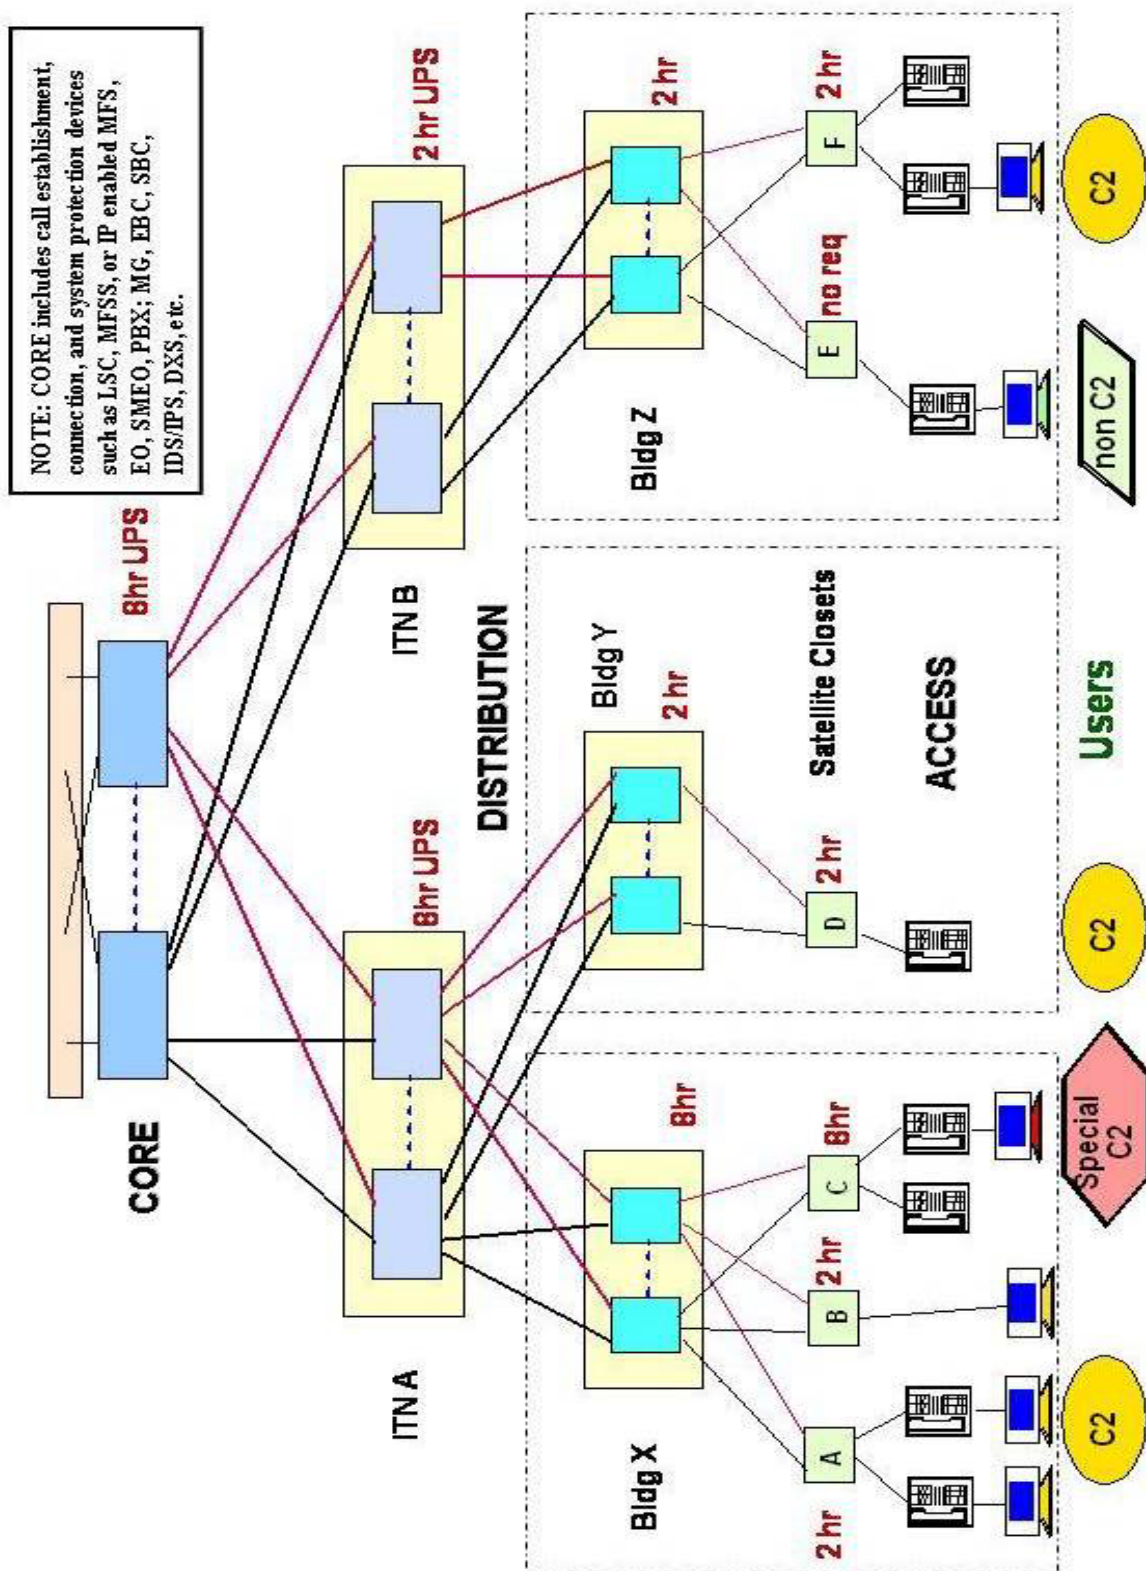 NOTE: CORE includes call establishment,
connection, and system protection devices
such as LSC, MFSS, or IP enabled MFS,
EO, SMEO, PBX; MG, EBC, SBC,
IDS/IPS, DXS, etc.
CORE
8hr UPS
ITN A
8hr UPS
ITN B
2 hr UPS
DISTRIBUTION
Bldg X
8hr
Bldg Y
2 hr
Bldg Z
2 hr
2 hr
A
B
2 hr
C
8hr
D
2 hr
Satellite Closets
E
no req
F
2 hr
ACCESS
C2
Special
C2
C2
Users
non C2
C2